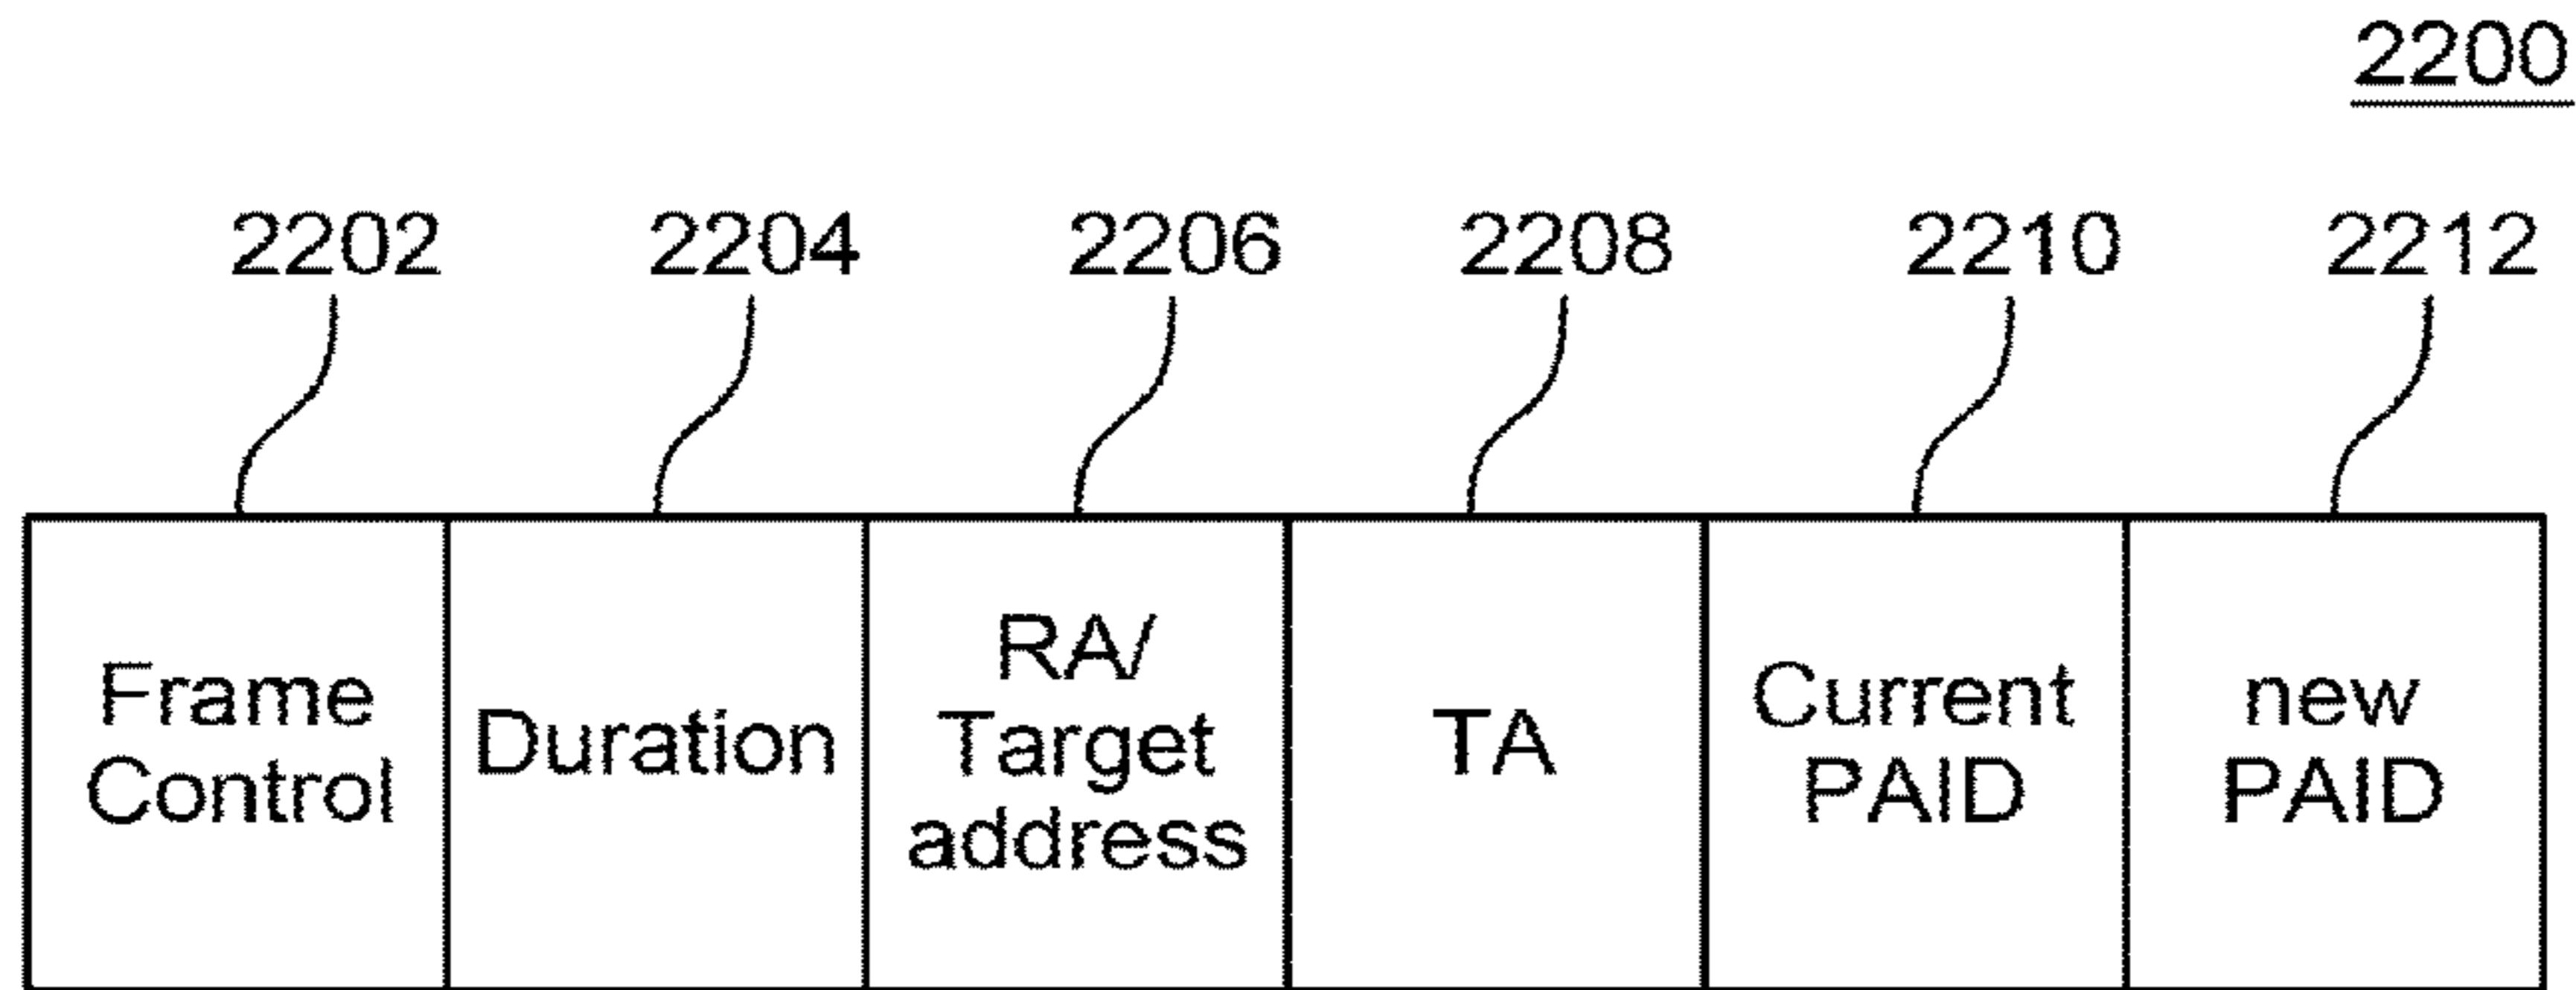 2200
2202 2204 2206 2208 2210 2212
Frame
Control
Duration
RA/
Target
address
TA
Current
PAID
new
PAID